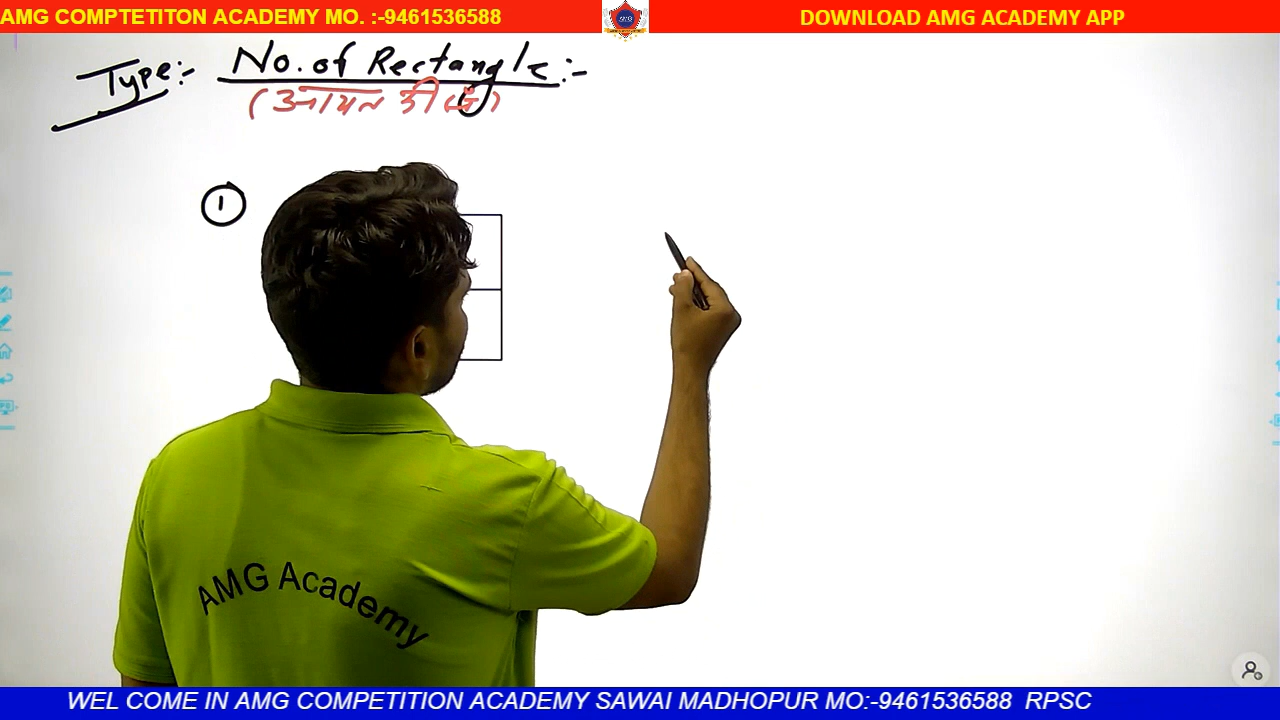 AMG COMPTETITON ACADEMY MO. :-9461536588
DOWNLOAD AMG ACADEMY APP
Type:- No. of Rectangle:-
(आयत की सं)
①
AMG Academy
WEL COME IN AMG COMPETITION ACADEMY SAWAI MADHOPUR MO:-9461536588 RPSC